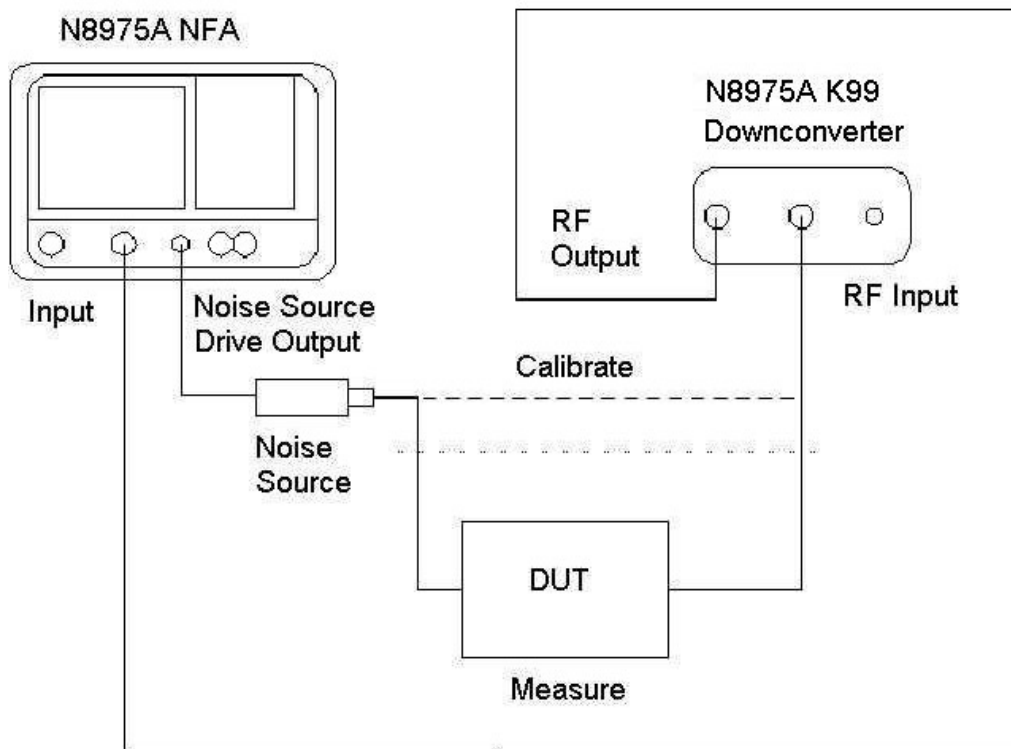 N8975A NFA
N8975A K99
Downconverter
RF
Output
RF Input
Input
Noise Source
Drive Output
Calibrate
Noise
Source
DUT
Measure